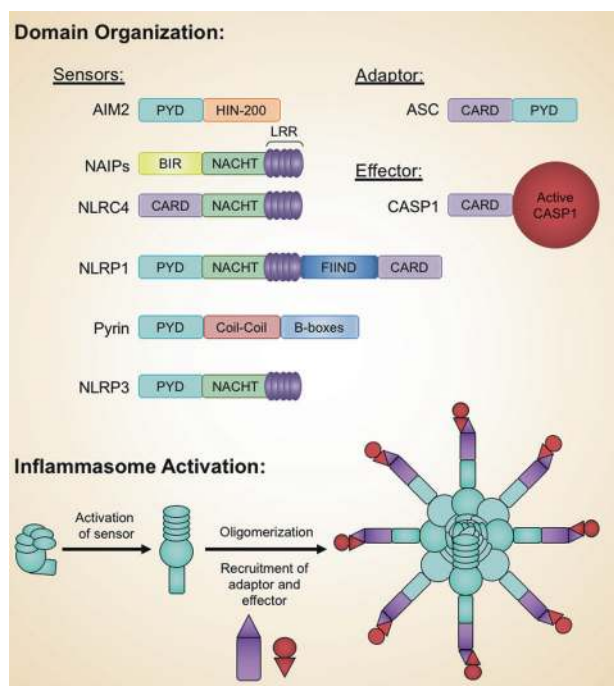 Domain Organization:
Sensors:
AIM2 PYD HIN-200
LRR
NAIPs BIR NACHT
NLRC4 CARD NACHT
NLRP1 PYD NACHT FIIND CARD
Pyrin PYD Coil-Coil B-boxes
NLRP3 PYD NACHT
Adaptor:
ASC CARD PYD
Effector:
CASP1 CARD Active
CASP1
Inflammasome Activation:
Activation
of sensor
Oligomerization
Recruitment of
adaptor and
effector